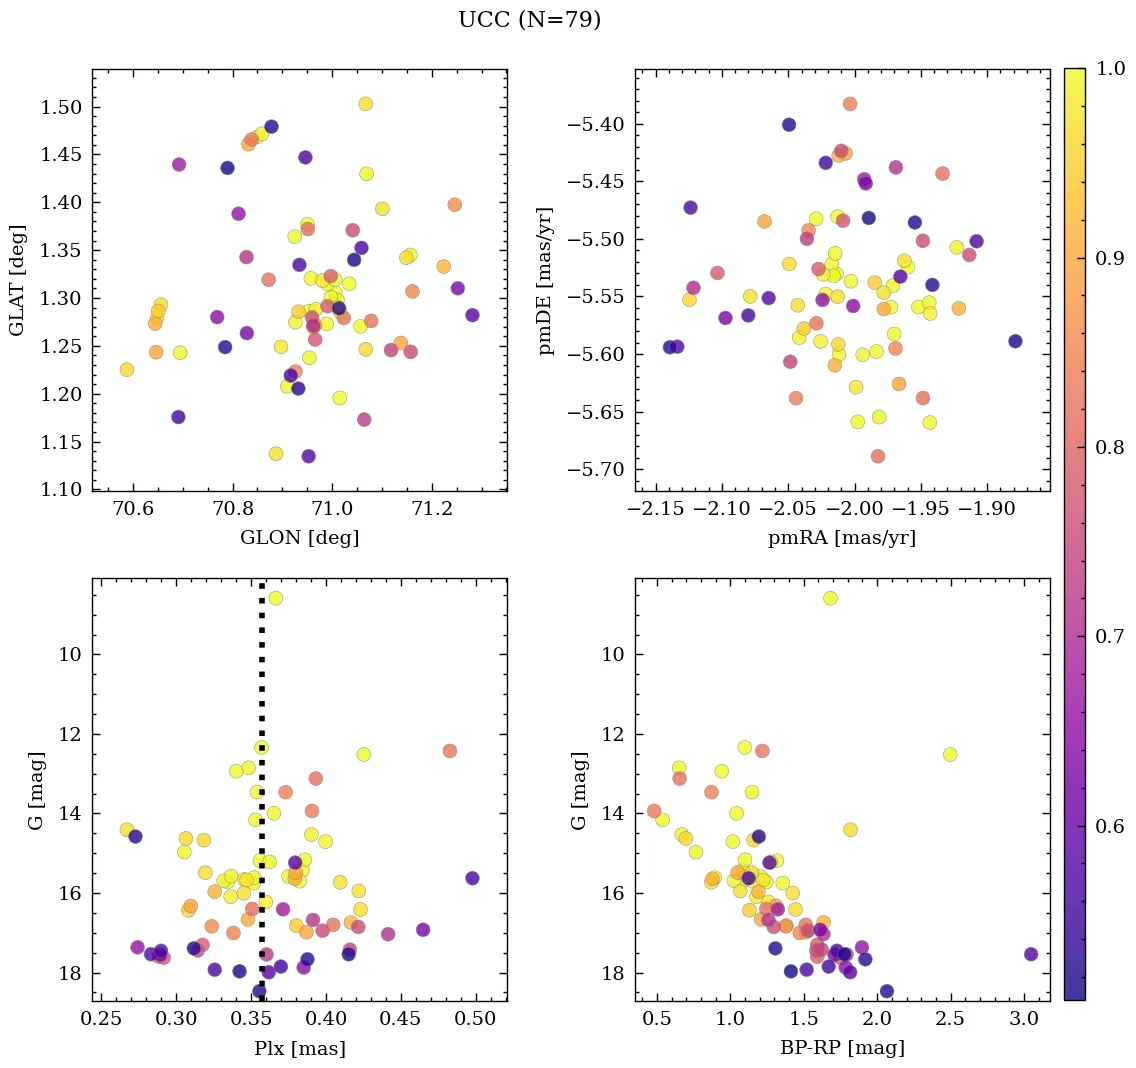 UCC (N=79)
1.50
1.45
1.40
1.35
1.30
1.25
1.20
1.15
1.10
GLAT [deg]
70.6 70.8 71.0 71.2
GLON [deg]
−5.40
−5.45
−5.50
−5.55
−5.60
−5.65
−5.70
pmDE [mas/yr]
−2.15 −2.10 −2.05 −2.00 −1.95 −1.90
pmRA [mas/yr]
10
12
14
16
18
G [mag]
0.25 0.30 0.35 0.40 0.45 0.50
Plx [mas]
10
12
14
16
18
G [mag]
0.5 1.0 1.5 2.0 2.5 3.0
BP-RP [mag]
1.0
0.9
0.8
0.7
0.6